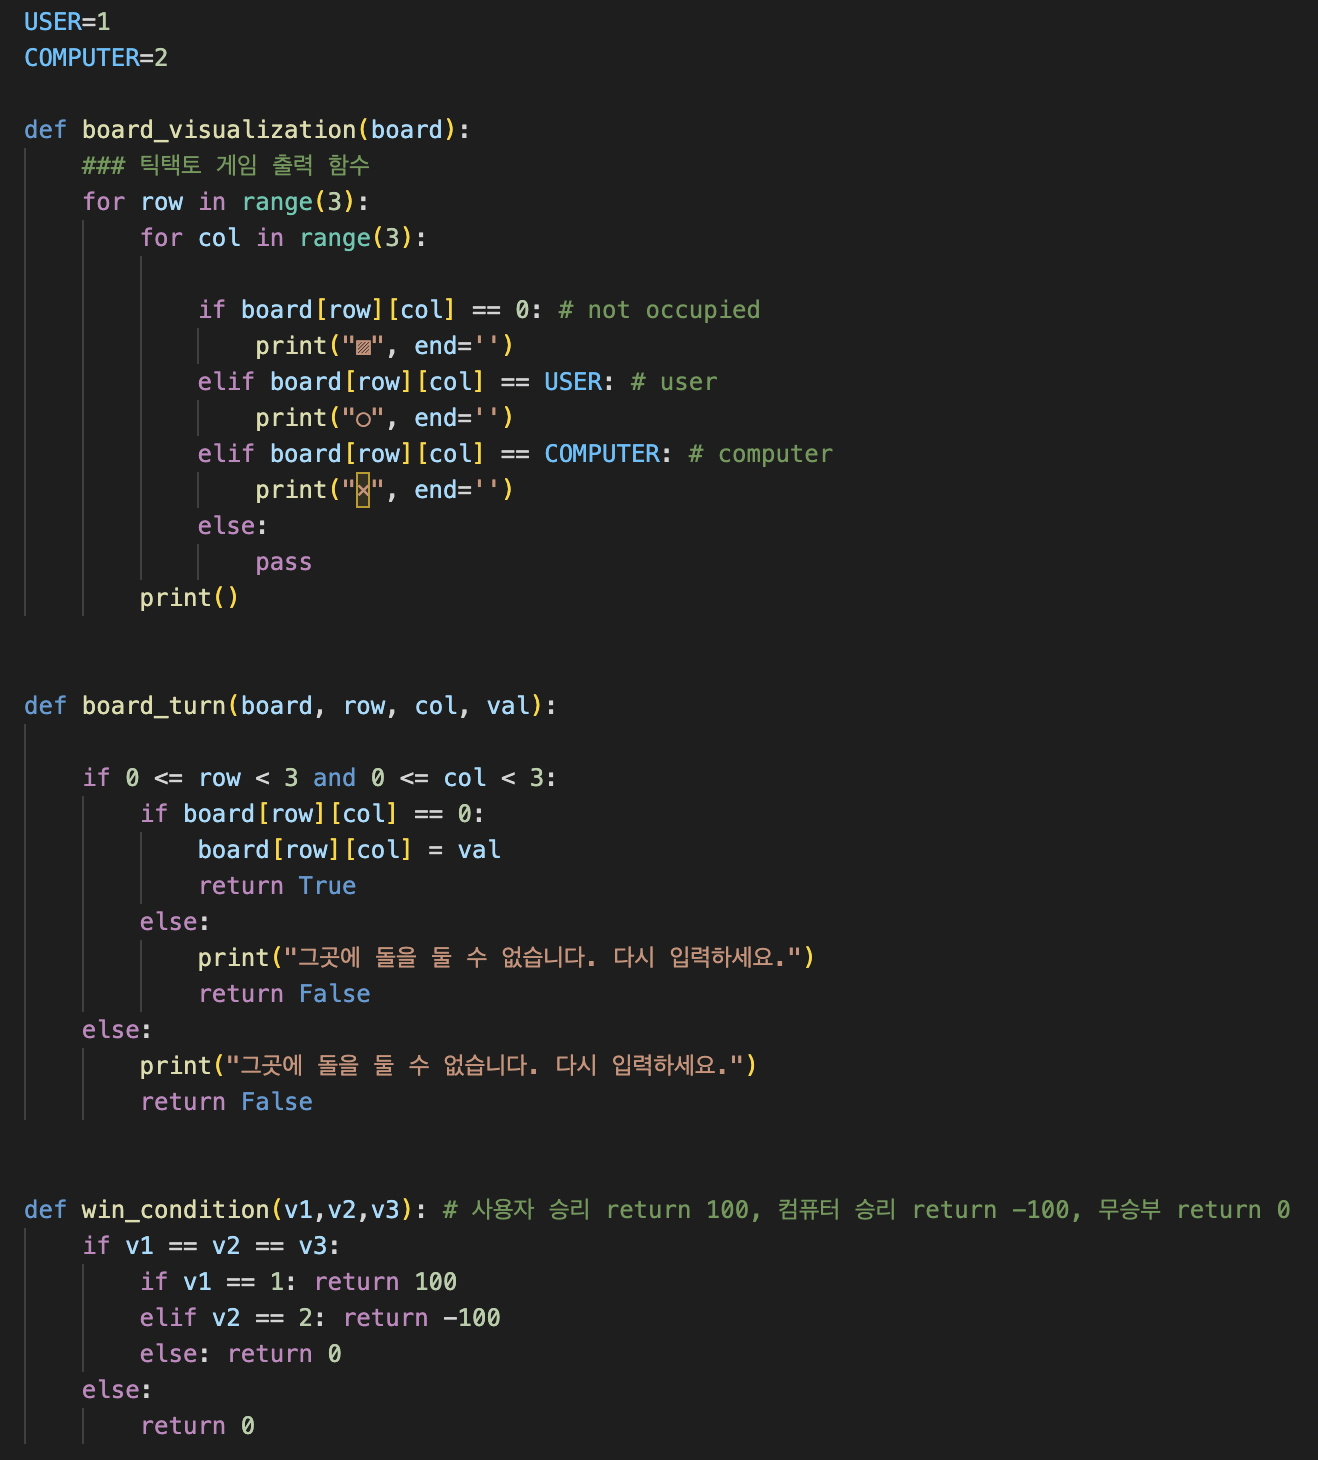 USER=1
COMPUTER=2
def board_visualization(board):
### 틱택토 게임 출력 함수
for row in range(3):
for col in range(3):
if board[row][col] == 0: # not occupied
print("▨", end='')
elif board[row][col] == USER: # user
print("○", end='')
elif board[row][col] == COMPUTER: # computer
print("×", end='')
else:
pass
print()
def board_turn(board, row, col, val):
if 0 <= row < 3 and 0 <= col < 3:
if board[row][col] == 0:
board[row][col] = val
return True
else:
print("그곳에 돌을 둘 수 없습니다. 다시 입력하세요.")
return False
else:
print("그곳에 돌을 둘 수 없습니다. 다시 입력하세요.")
return False
def win_condition(v1,v2,v3): # 사용자 승리 return 100, 컴퓨터 승리 return -100, 무승부 return 0
if v1 == v2 == v3:
if v1 == 1: return 100
elif v2 == 2: return -100
else: return 0
else:
return 0